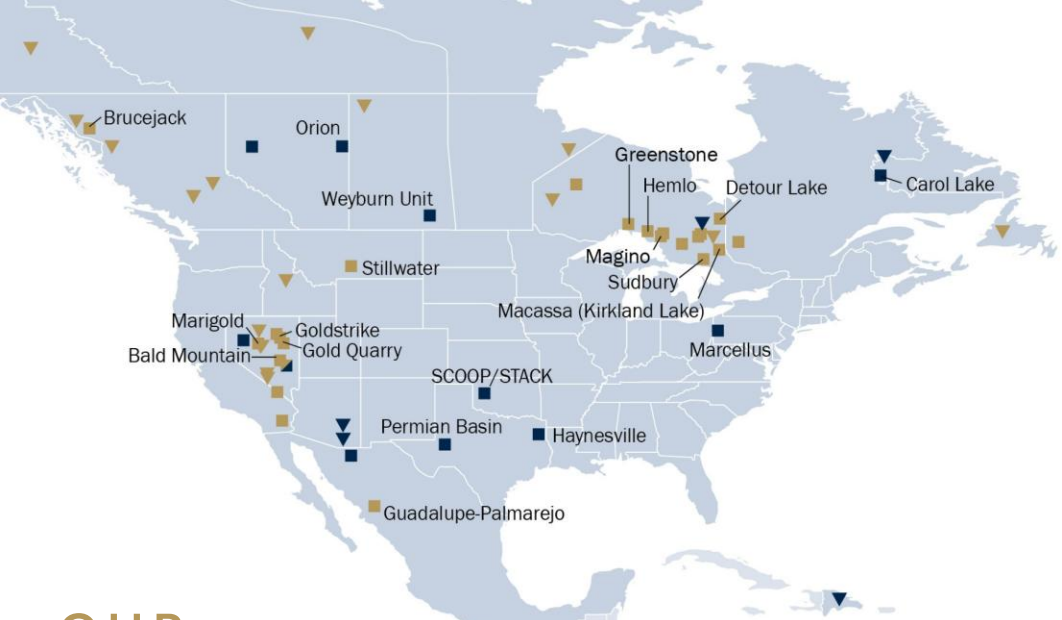 Brucejack
Orion
Greenstone
Hemlo
Detour Lake
Carol Lake
Weyburn Unit
Magino
Stillwater
Sudbury
Macassa (Kirkland Lake)
Marigold
Goldstrike
Gold Quarry
Bald Mountain
Marcellus
SCOOP/STACK
Permian Basin
Haynesville
Guadalupe-Palmarejo